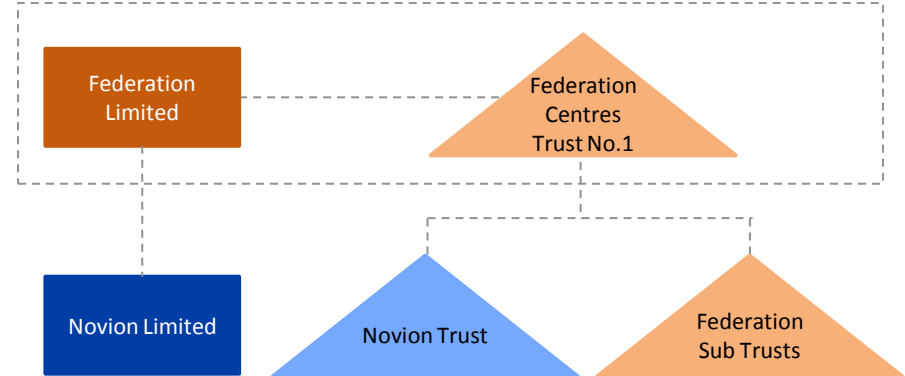 Federation
Limited
Federation
Centres
Trust No.1
Novion Limited
Novion Trust
Federation
Sub Trusts